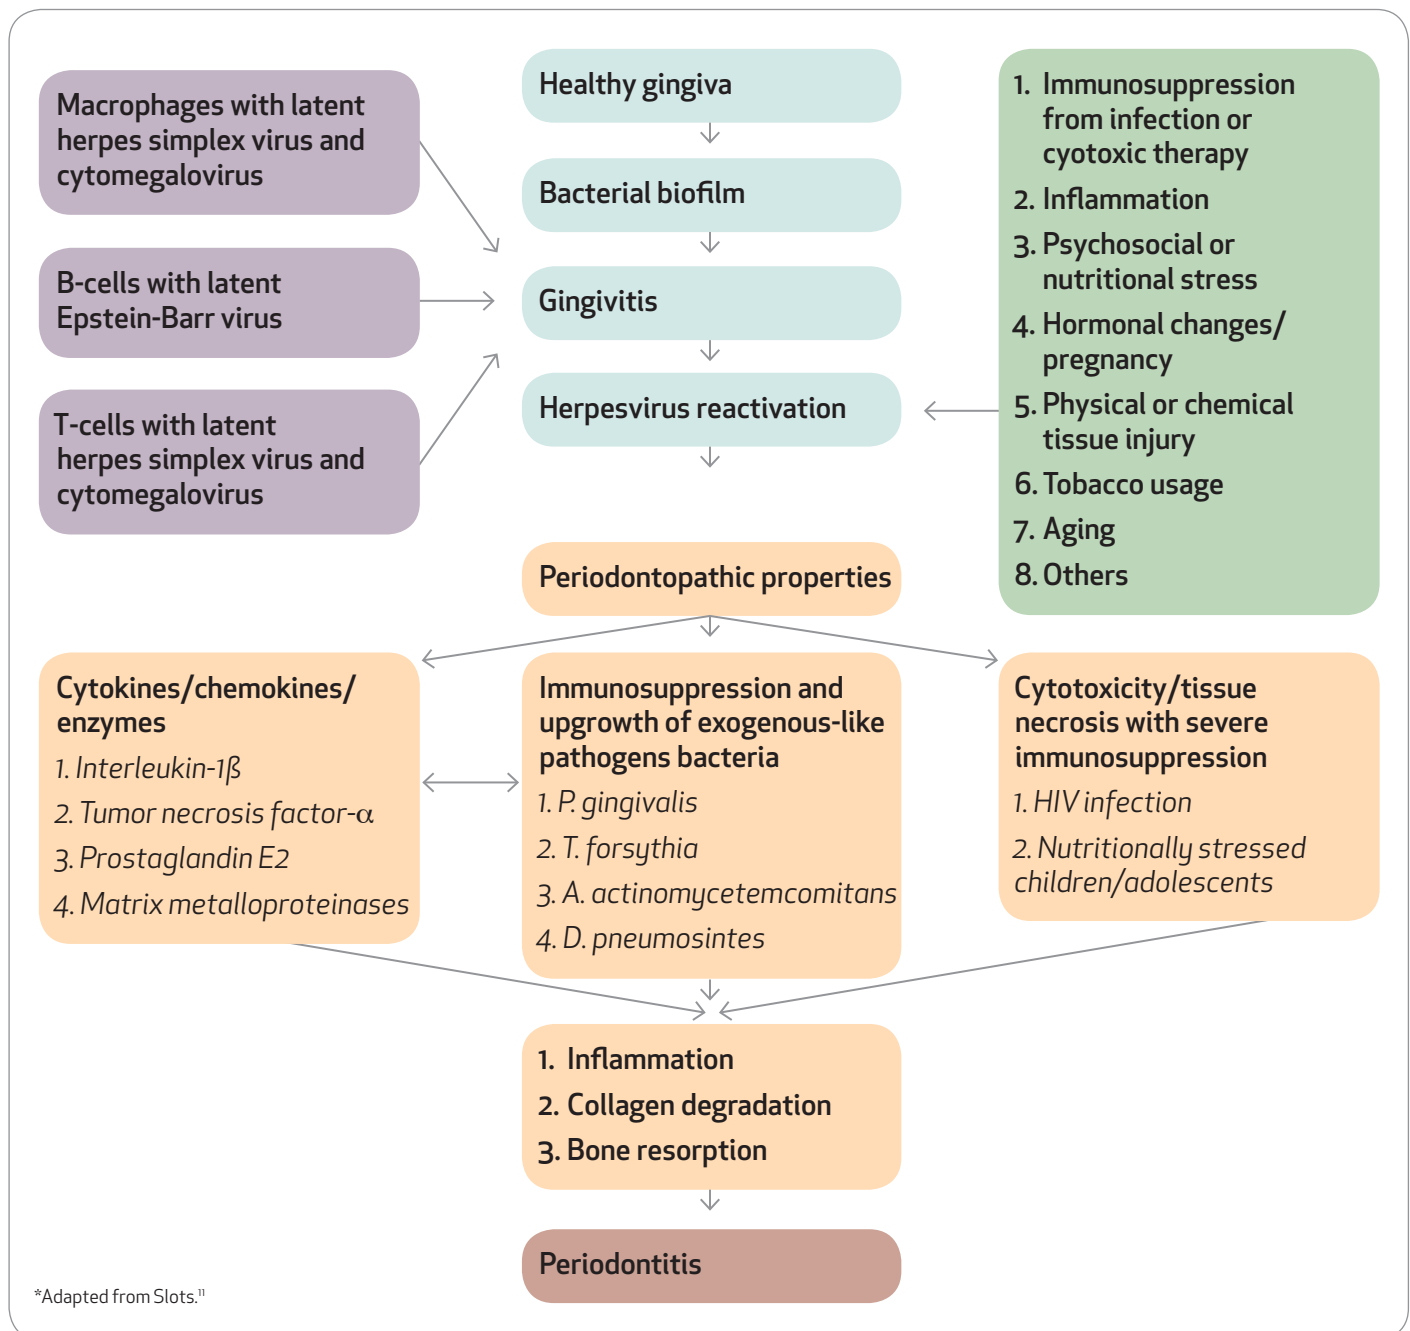 Macrophages with latent
herpes simplex virus and
cytomegalovirus
B-cells with latent
Epstein-Barr virus
T-cells with latent
herpes simplex virus and
cytomegalovirus
Healthy gingiva
Bacterial biofilm
Gingivitis
Herpesvirus reactivation
1. Immunosuppression
from infection or
cyotoxic therapy
2. Inflammation
3. Psychosocial or
nutritional stress
4. Hormonal changes/
pregnancy
5. Physical or chemical
tissue injury
6. Tobacco usage
7. Aging
8. Others
Periodontopathic properties
Cytokines/chemokines/
enzymes
1. Interleukin-1ß
2. Tumor necrosis factor-α
3. Prostaglandin E2
4. Matrix metalloproteinases
Immunosuppression and
upgrowth of exogenous-like
pathogens bacteria
1. P. gingivalis
2. T. forsythia
3. A. actinomycetemcomitans
4. D. pneumosintes
Cytotoxicity/tissue
necrosis with severe
immunosuppression
1. HIV infection
2. Nutritionally stressed
children/adolescents
1. Inflammation
2. Collagen degradation
3. Bone resorption
Periodontitis
*Adapted from Slots.¹¹